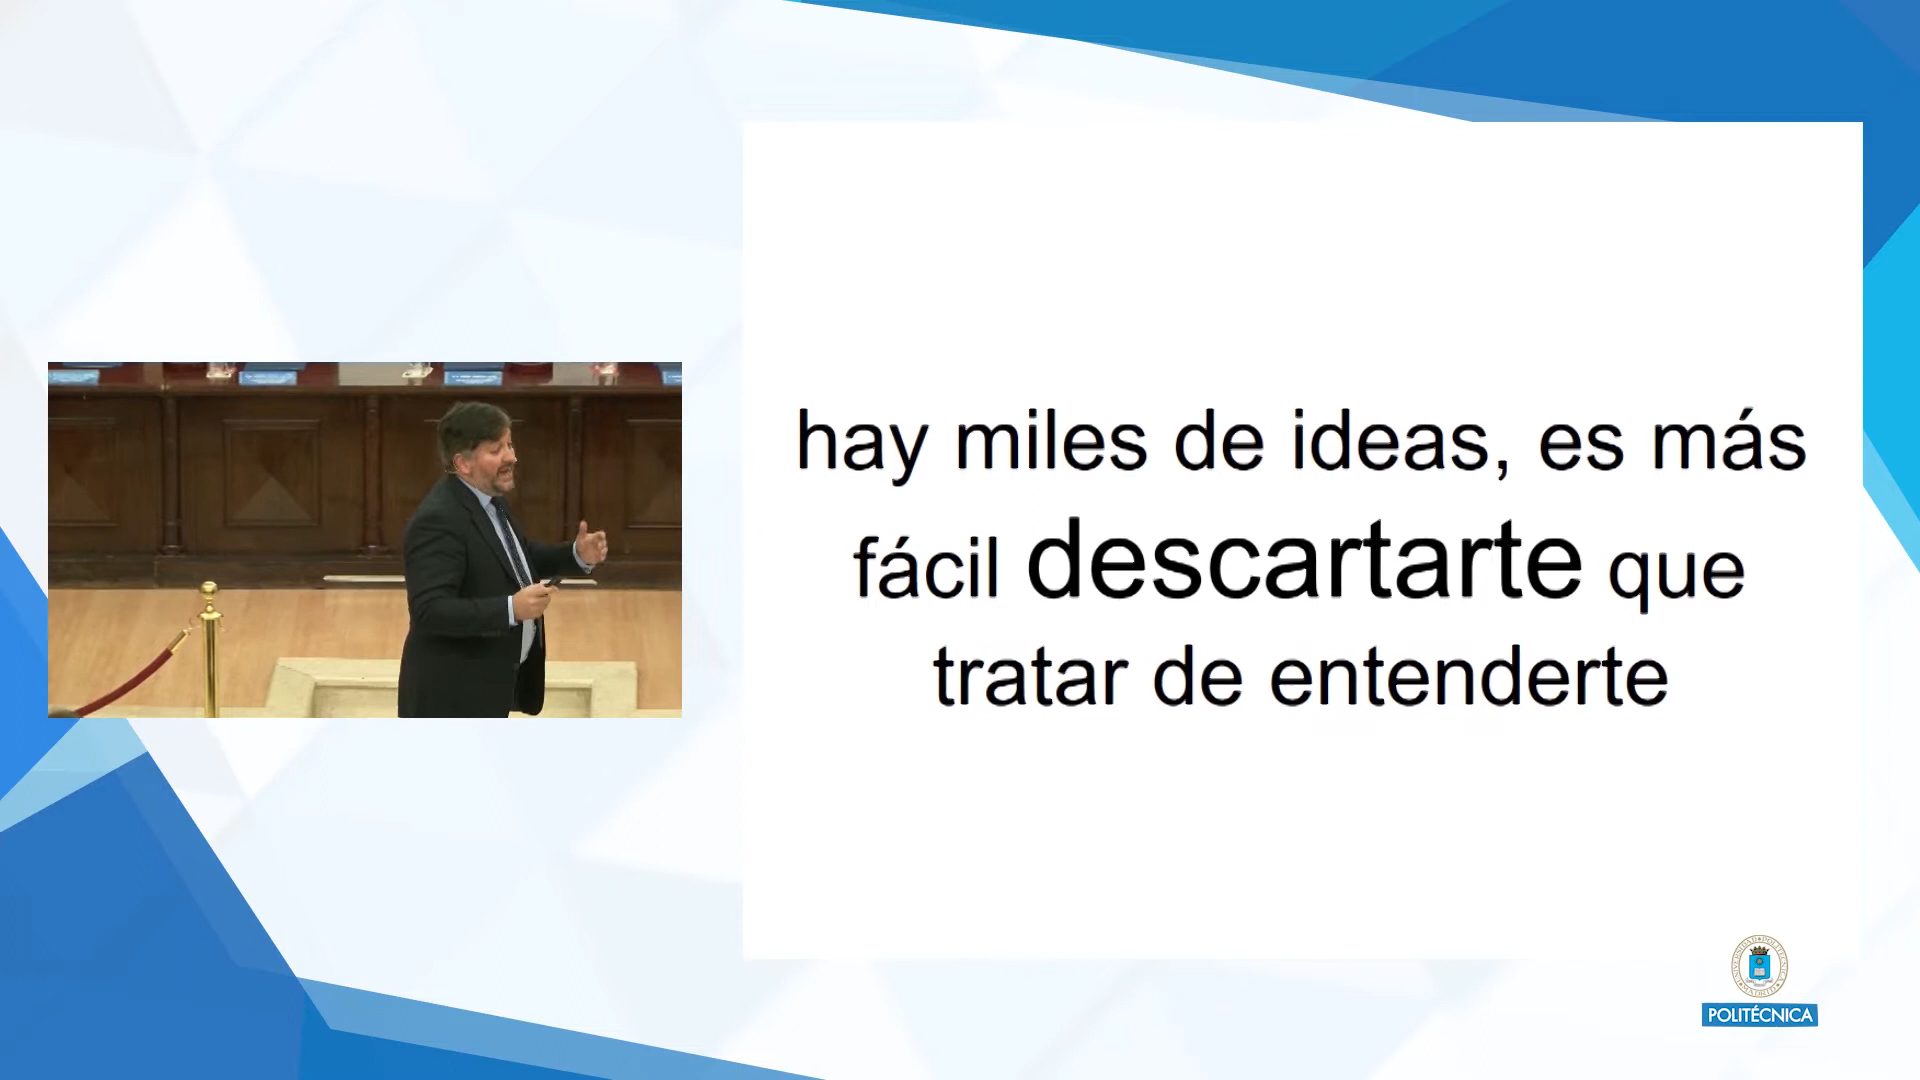 hay miles de ideas, es más
fácil descartarte que
tratar de entenderte
POLITÉCNICA